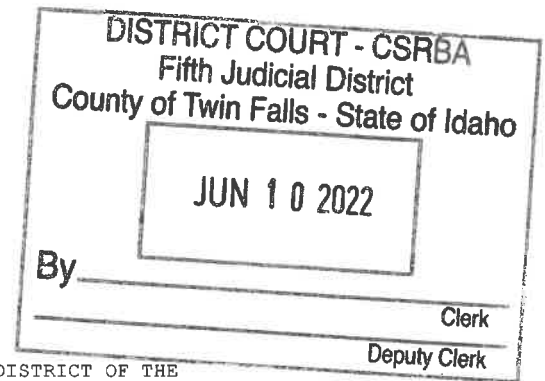 DISTRICT COURT - CSRBA
Fifth Judicial District
County of Twin Falls - State of Idaho
JUN 10 2022
By
Clerk
Deputy Clerk
DISTRICT OF THE